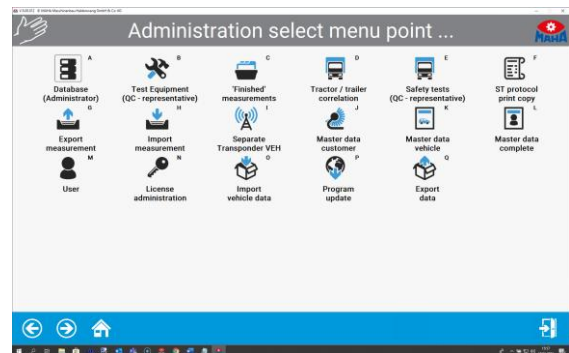 Administration select menu point ...
MAHA
A B C D E F
Database Test Equipment 'Finished' Tractor / trailer Safety tests ST protocol
(Administrator) (QC - representative) measurements correlation (QC - representative) print copy
G H I J K L
Export Import Separate Master data Master data Master data
measurement measurement Transponder VEH customer vehicle complete
M N O P Q
User License Import Program Export
administration vehicle data update data